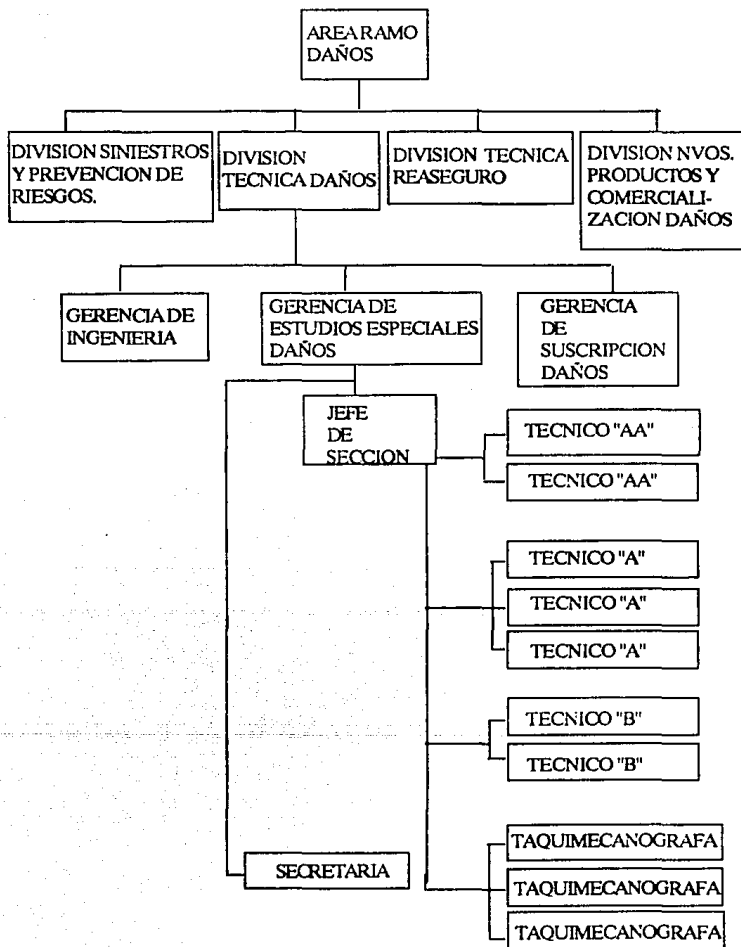 AREA RAMO
DAÑOS
DIVISION SINIESTROS
Y PREVENCION DE
RIESGOS.
DIVISION
TECNICA DAÑOS
DIVISION TECNICA
REASEGURO
DIVISION NVOS.
PRODUCTOS Y
COMERCIALI-
ZACION DAÑOS
GERENCIA DE
INGENIERIA
GERENCIA DE
ESTUDIOS ESPECIALES
DAÑOS
GERENCIA
DE
SUSCRIPCION
DAÑOS
JEFE
DE
SECCION
TECNICO "AA"
TECNICO "AA"
TECNICO "A"
TECNICO "A"
TECNICO "A"
TECNICO "B"
TECNICO "B"
SECRETARIA
TAQUIMECANOGRAFA
TAQUIMECANOGRAFA
TAQUIMECANOGRAFA